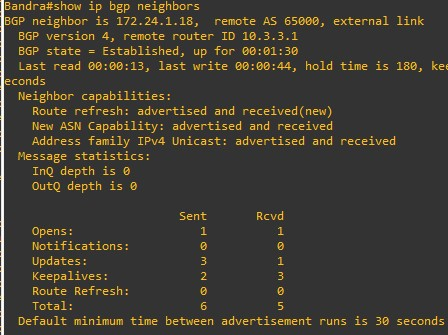 Bandra#show ip bgp neighbors
BGP neighbor is 172.24.1.18,  remote AS 65000, external link
  BGP version 4, remote router ID 10.3.3.1
  BGP state = Established, up for 00:01:30
  Last read 00:00:13, last write 00:00:44, hold time is 180, kee
econds
  Neighbor capabilities:
    Route refresh: advertised and received(new)
    New ASN Capability: advertised and received
    Address family IPv4 Unicast: advertised and received
  Message statistics:
    InQ depth is 0
    OutQ depth is 0
                         Sent       Rcvd
    Opens:                  1          1
    Notifications:          0          0
    Updates:                3          1
    Keepalives:             2          3
    Route Refresh:          0          0
    Total:                  6          5
  Default minimum time between advertisement runs is 30 seconds